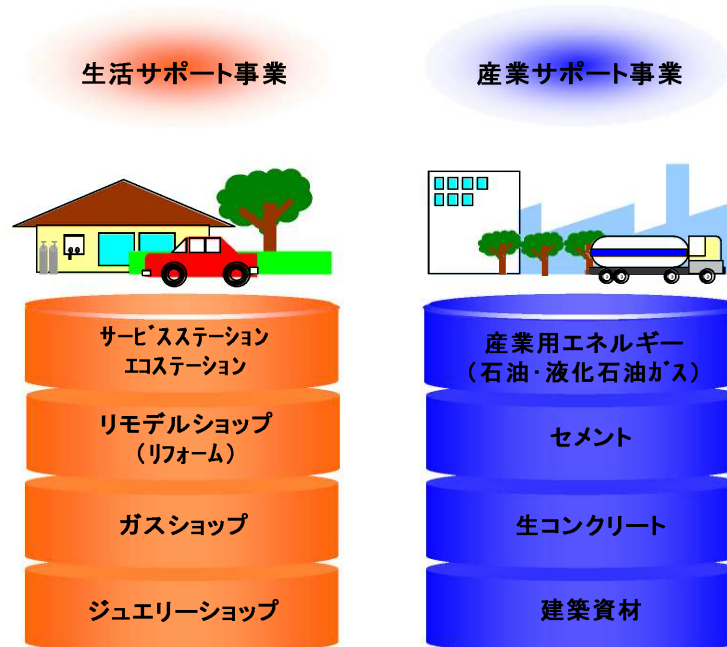 生活サポート事業
産業サポート事業
サービスステーション
エコステーション
リモデルショップ
（リフォーム）
ガスショップ
ジュエリーショップ
産業用エネルギー
（石油・液化石油ガス）
セメント
生コンクリート
建築資材